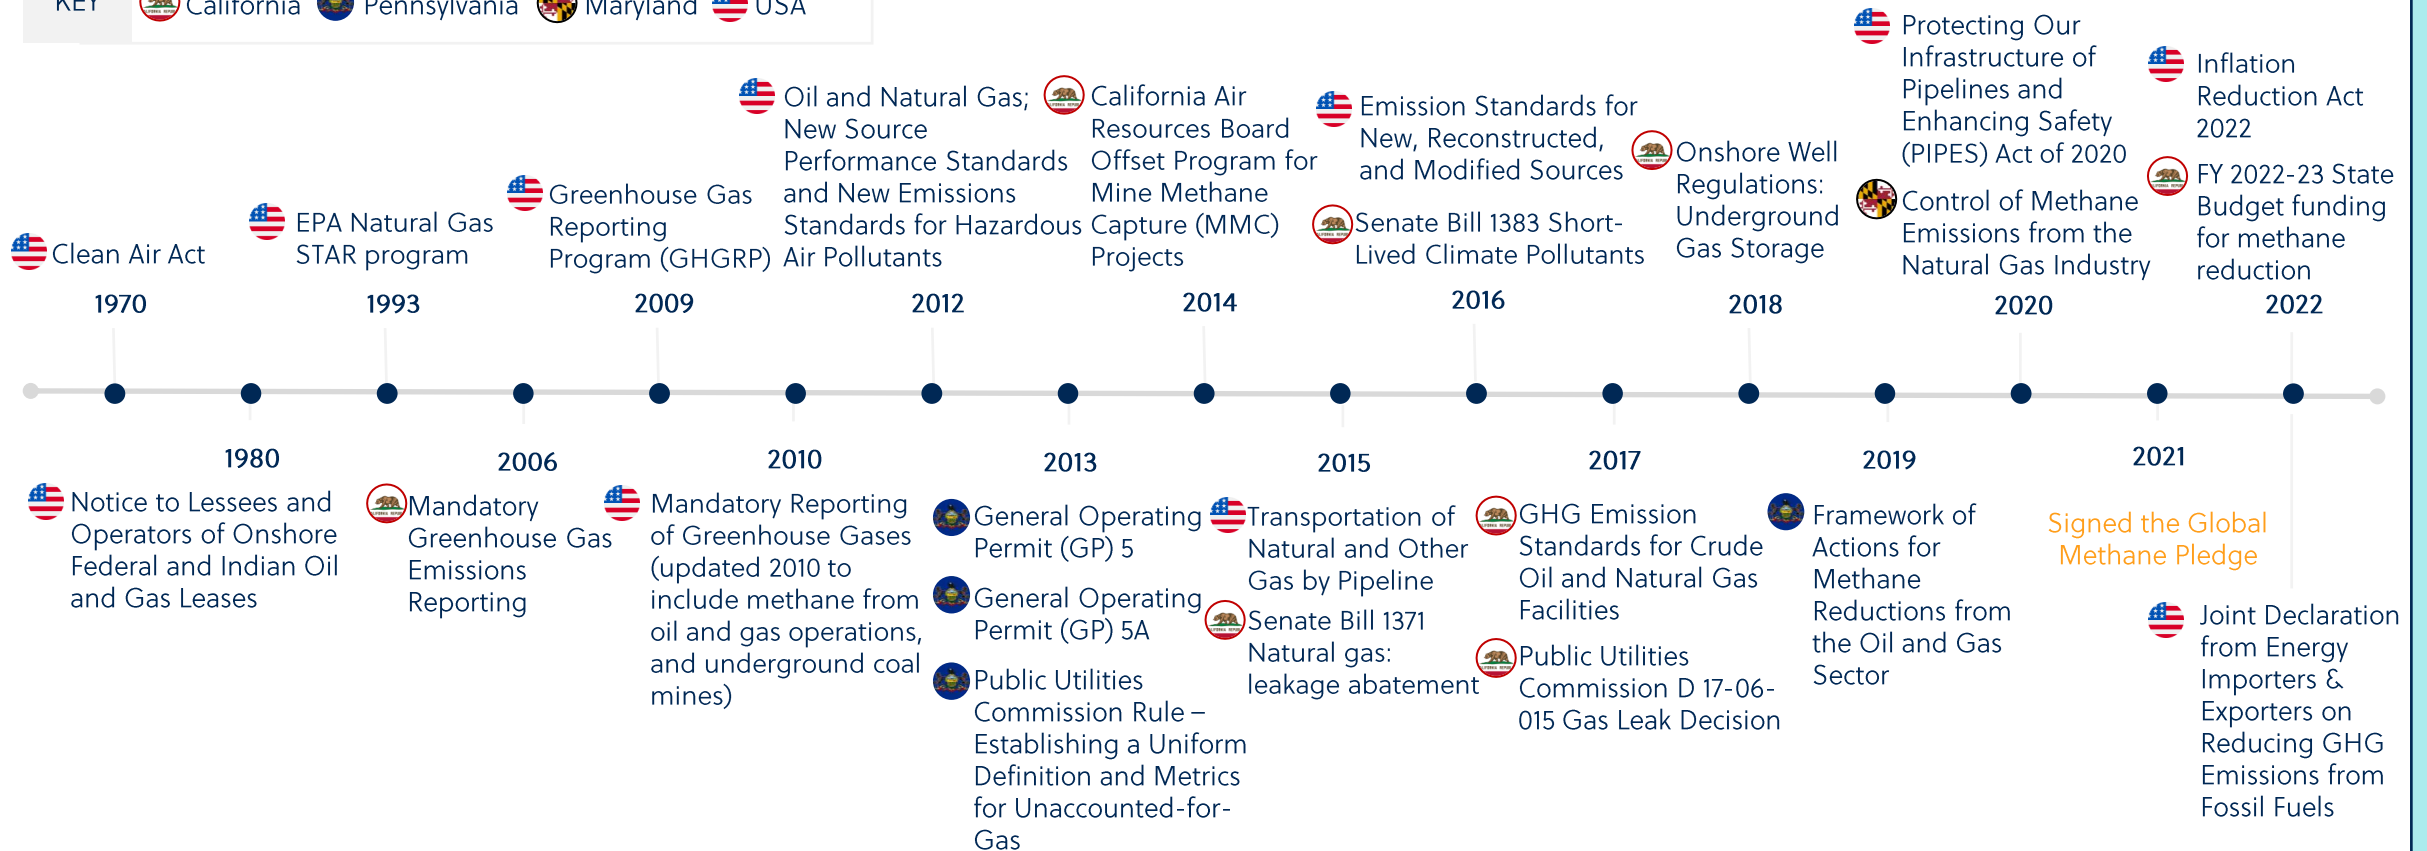 KEY
California
Pennsylvania
Maryland
USA
Clean Air Act
1970
EPA Natural Gas
STAR program
1993
Greenhouse Gas
Reporting
Program (GHGRP)
2009
Oil and Natural Gas;
New Source
Performance Standards
and New Emissions
Standards for Hazardous
Air Pollutants
2012
California Air
Resources Board
Offset Program for
Mine Methane
Capture (MMC)
Projects
2014
Emission Standards for
New, Reconstructed,
and Modified Sources
Senate Bill 1383 Short-
Lived Climate Pollutants
2016
Onshore Well
Regulations:
Underground
Gas Storage
2018
Protecting Our
Infrastructure of
Pipelines and
Enhancing Safety
(PIPES) Act of 2020
Control of Methane
Emissions from the
Natural Gas Industry
2020
Inflation
Reduction Act
2022
FY 2022-23 State
Budget funding
for methane
reduction
2022
1980
Notice to Lessees and
Operators of Onshore
Federal and Indian Oil
and Gas Leases
2006
Mandatory
Greenhouse Gas
Emissions
Reporting
2010
Mandatory Reporting
of Greenhouse Gases
(updated 2010 to
include methane from
oil and gas operations,
and underground coal
mines)
2013
General Operating
Permit (GP) 5
General Operating
Permit (GP) 5A
Public Utilities
Commission Rule –
Establishing a Uniform
Definition and Metrics
for Unaccounted-for-
Gas
2015
Transportation of
Natural and Other
Gas by Pipeline
Senate Bill 1371
Natural gas:
leakage abatement
2017
GHG Emission
Standards for Crude
Oil and Natural Gas
Facilities
Public Utilities
Commission D 17-06-
015 Gas Leak Decision
2019
Framework of
Actions for
Methane
Reductions from
the Oil and Gas
Sector
2021
Signed the Global
Methane Pledge
Joint Declaration
from Energy
Importers &
Exporters on
Reducing GHG
Emissions from
Fossil Fuels